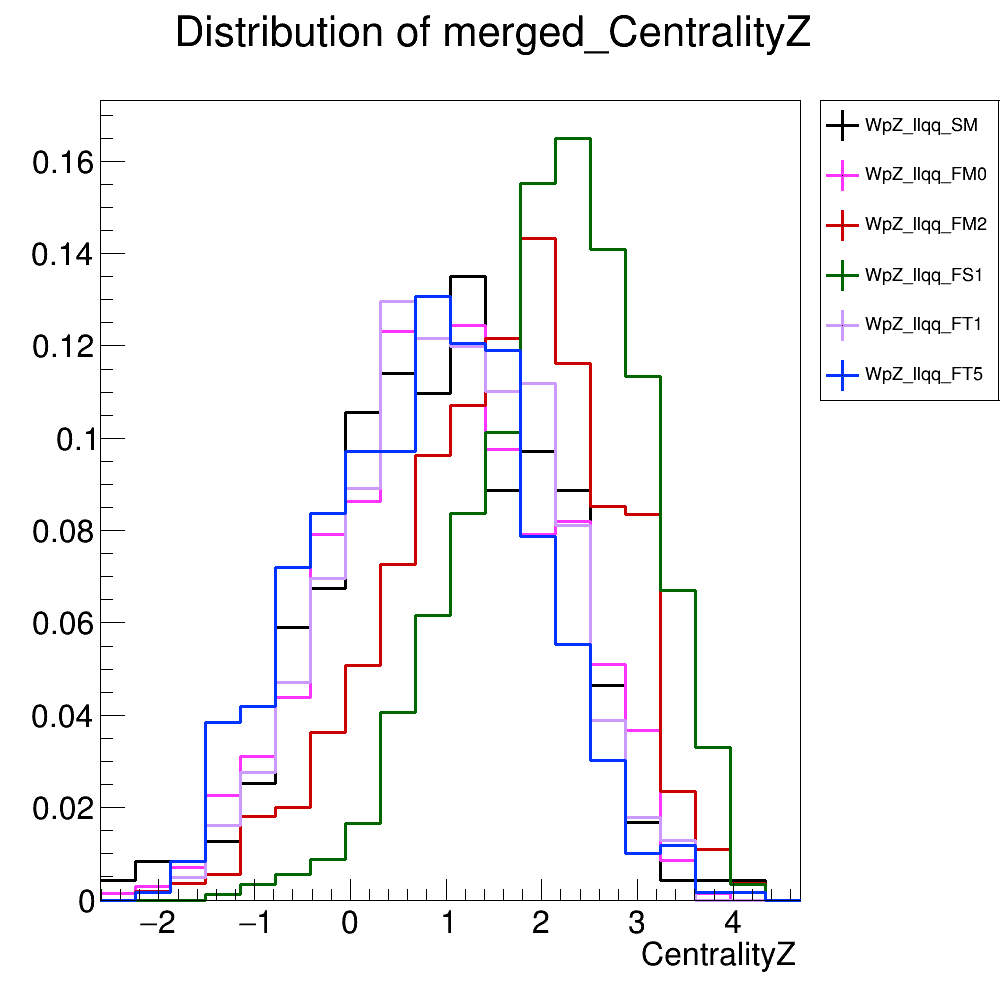 Distribution of merged_CentralityZ
WpZ_llqq_SM
WpZ_llqq_FM0
WpZ_llqq_FM2
WpZ_llqq_FS1
WpZ_llqq_FT1
WpZ_llqq_FT5
0.16
0.14
0.12
0.1
0.08
0.06
0.04
0.02
0
−2 −1 0 1 2 3 4
CentralityZ